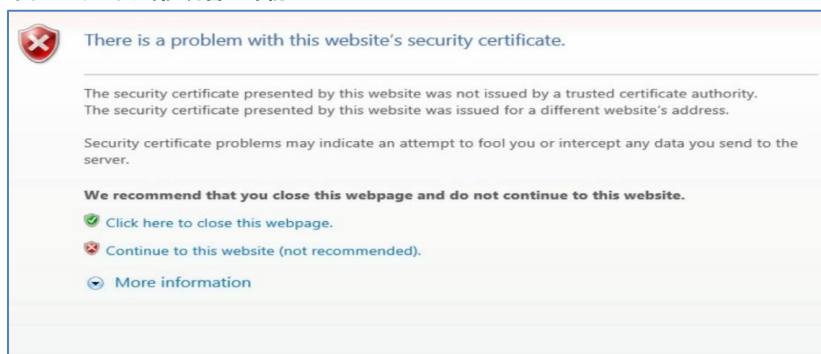 There is a problem with this website's security certificate.
The security certificate presented by this website was not issued by a trusted certificate authority.
The security certificate presented by this website was issued for a different website's address.
Security certificate problems may indicate an attempt to fool you or intercept any data you send to the
server.
We recommend that you close this webpage and do not continue to this website.
Click here to close this webpage.
Continue to this website (not recommended).
More information